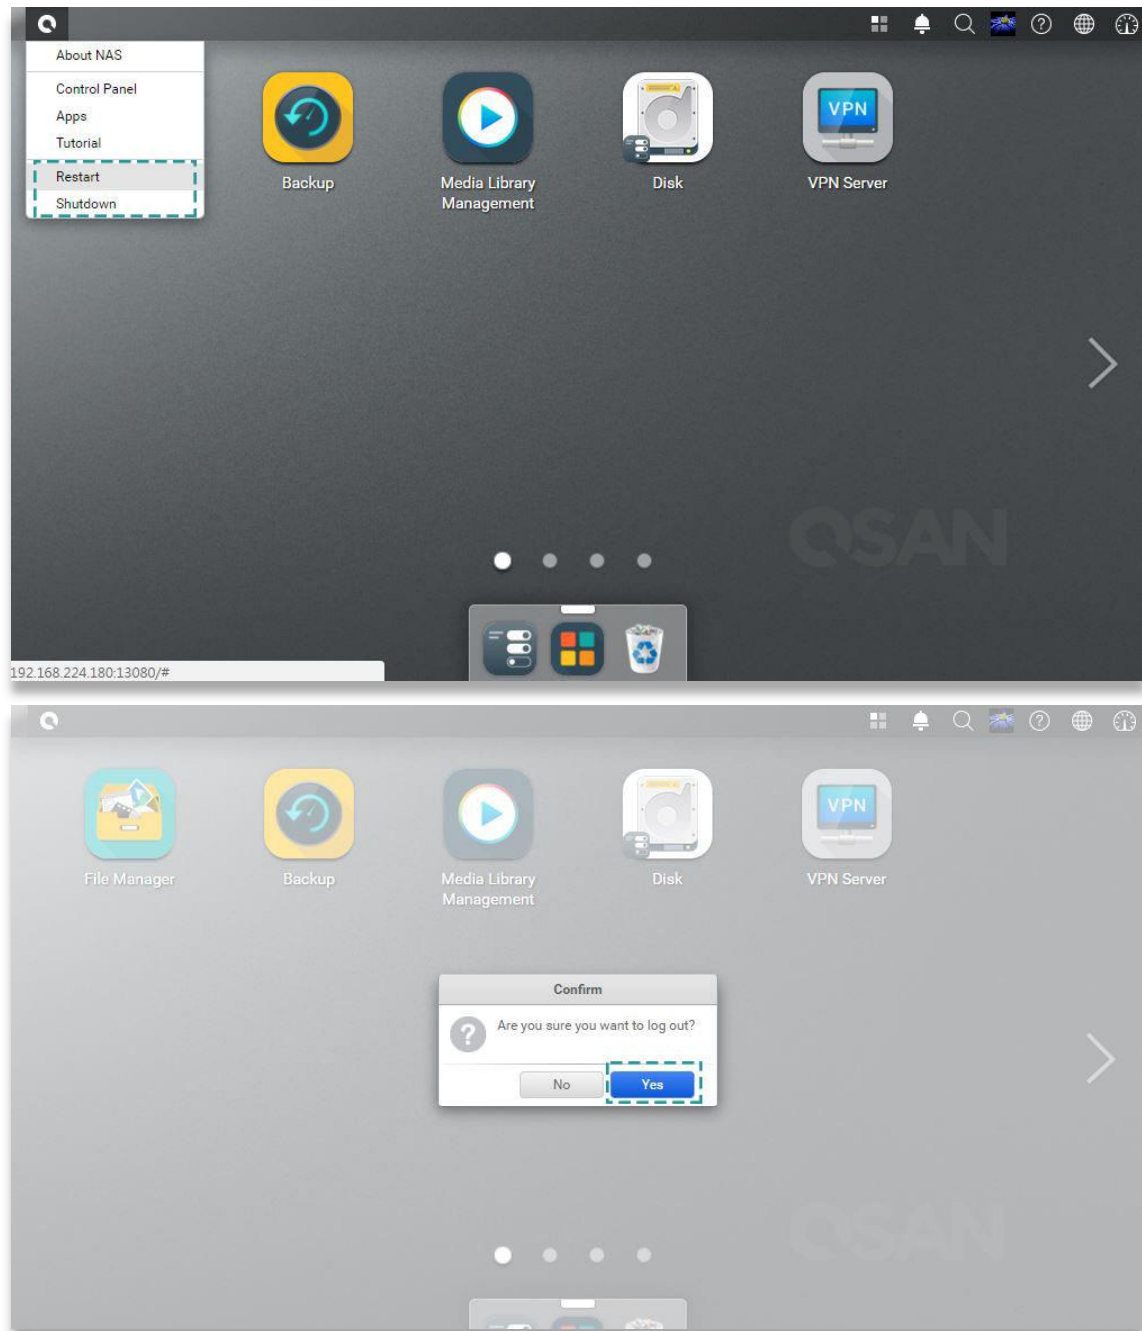 About NAS
Control Panel
Apps
Tutorial
Restart
Shutdown
Backup
Media Library
Management
Disk
VPN
VPN Server
QSAN
192.168.224.180:13080/#
File Manager
Backup
Media Library
Management
Disk
VPN
VPN Server
Confirm
Are you sure you want to log out?
No
Yes
QSAN